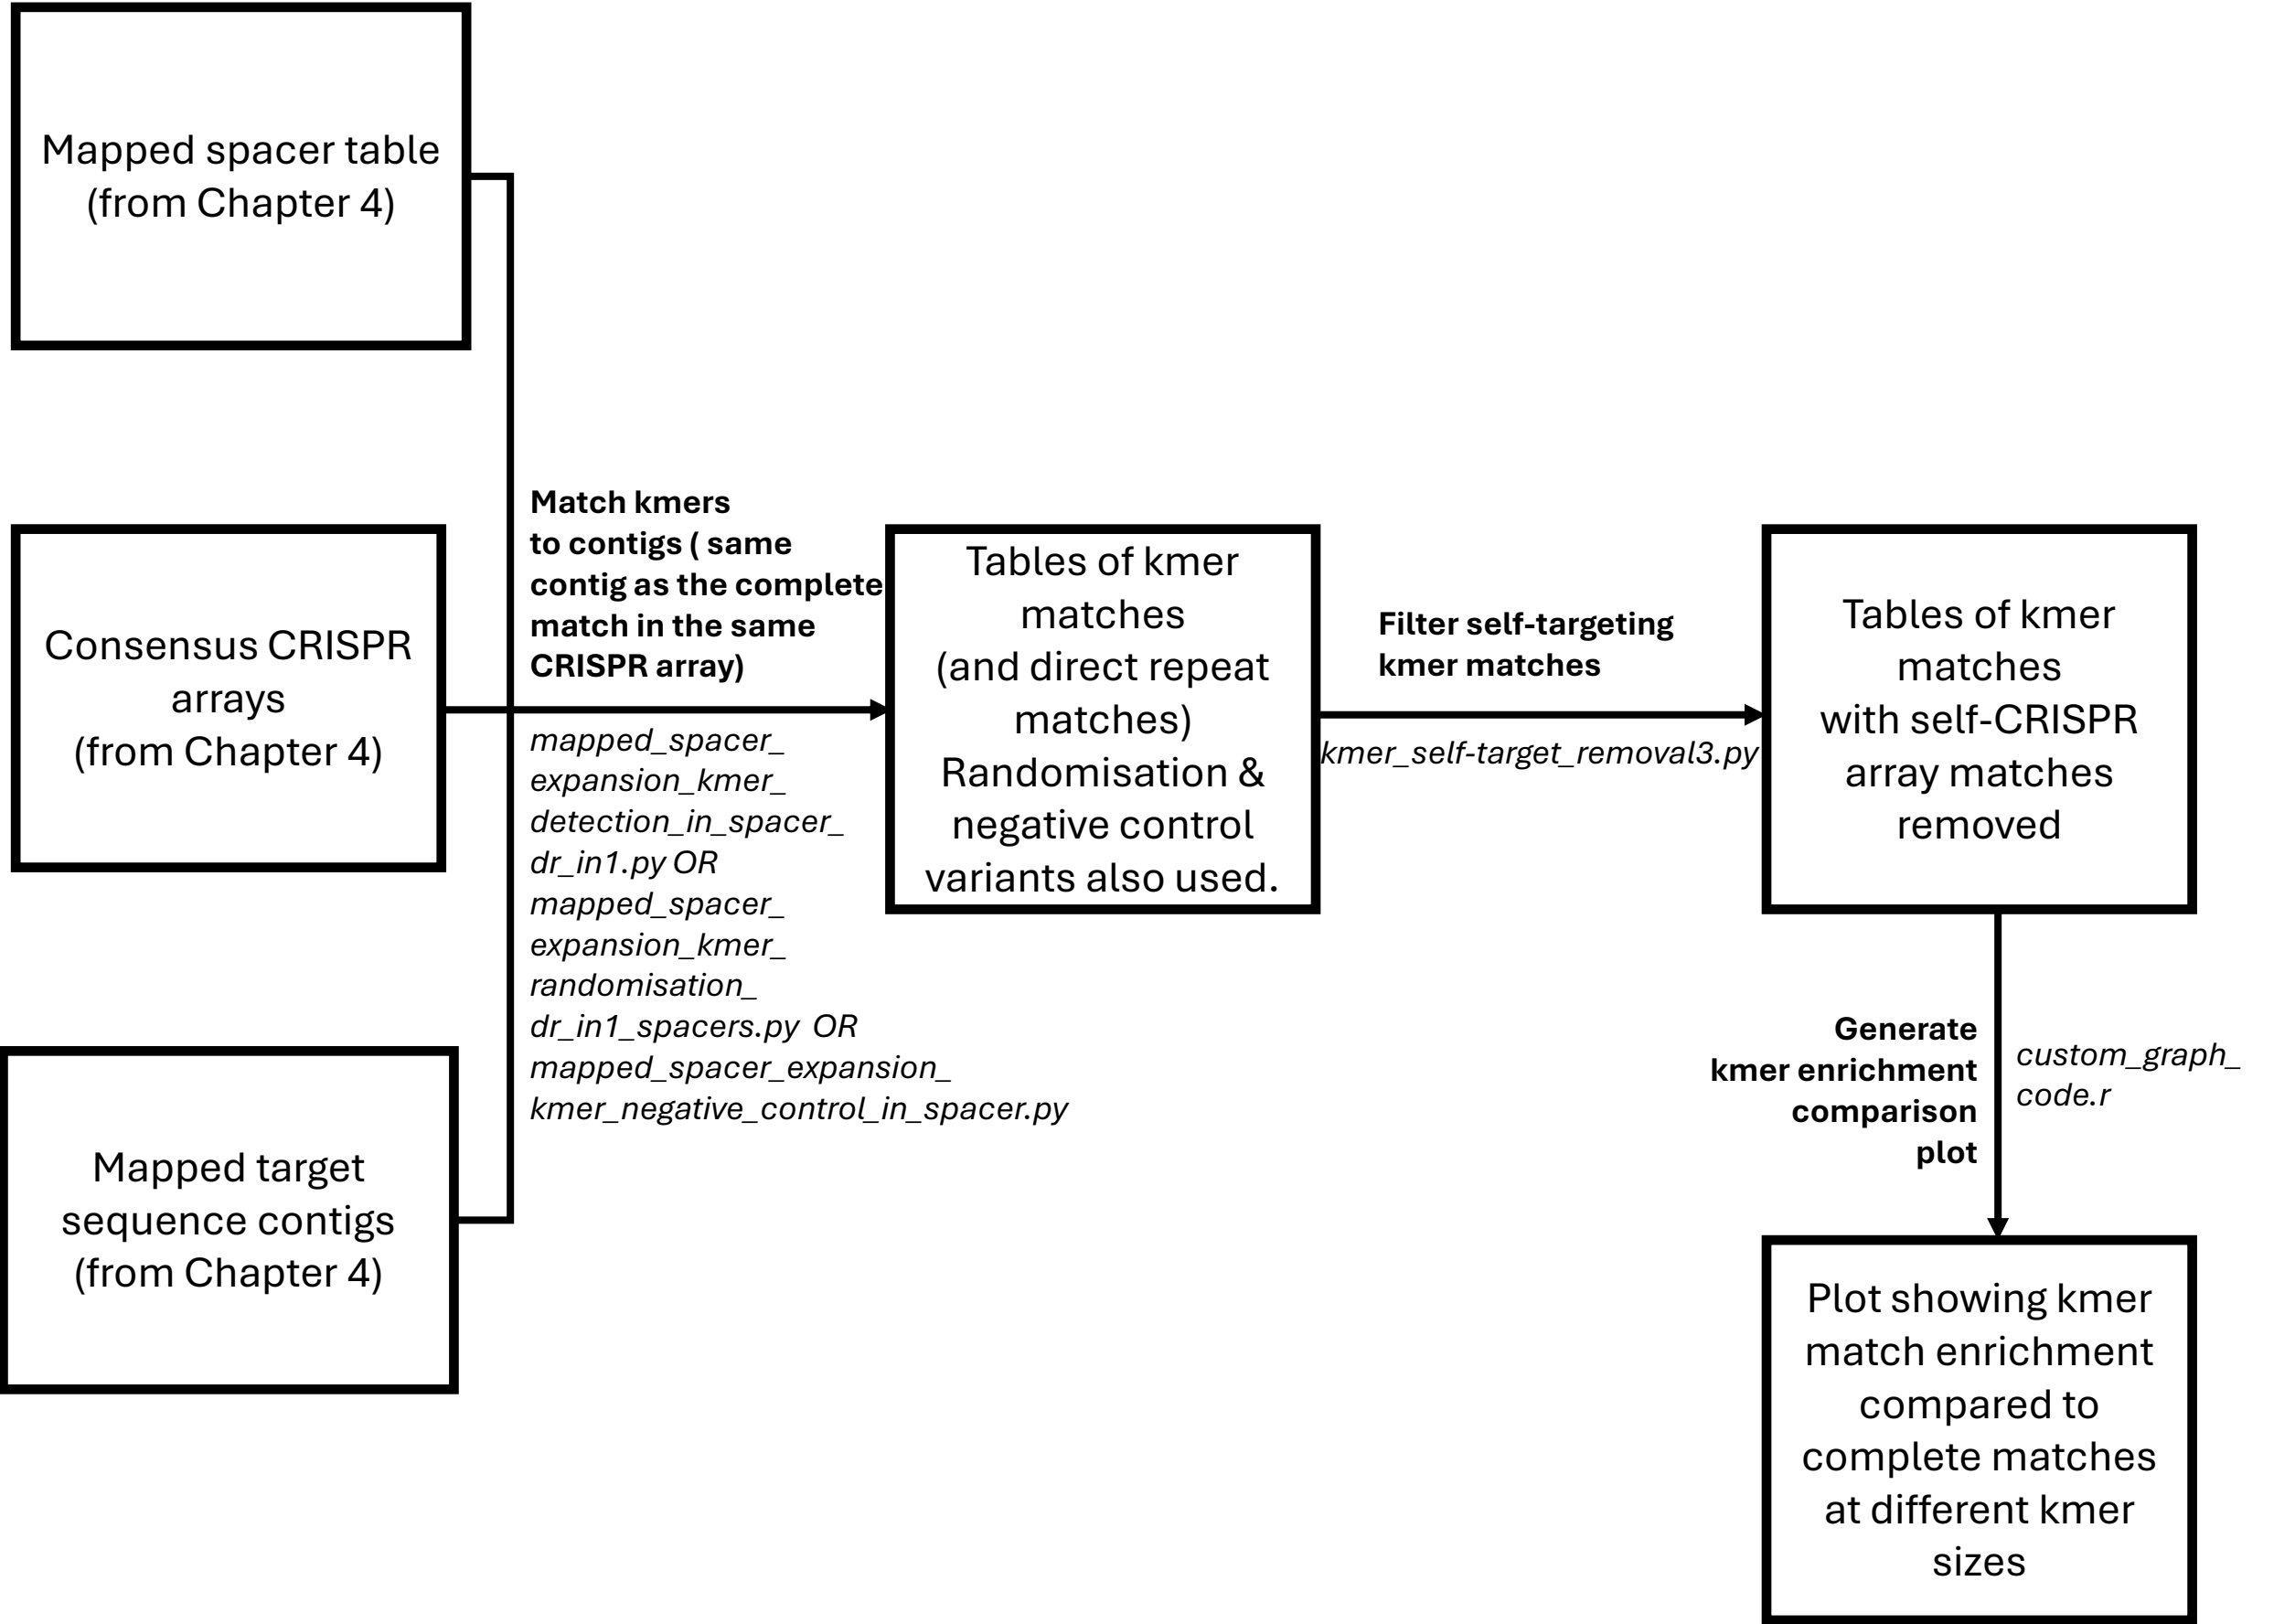 Mapped spacer table
(from Chapter 4)
Consensus CRISPR
arrays
(from Chapter 4)
Mapped target
sequence contigs
(from Chapter 4)
Match kmers
to contigs ( same
contig as the complete
match in the same
CRISPR array)
mapped_spacer_
expansion_kmer_
detection_in_spacer_
dr_in1.py OR
mapped_spacer_
expansion_kmer_
randomisation_
dr_in1_spacers.py OR
mapped_spacer_expansion_
kmer_negative_control_in_spacer.py
Tables of kmer
matches
(and direct repeat
matches)
Randomisation &
negative control
variants also used.
Filter self-targeting
kmer matches
kmer_self-target_removal3.py
Tables of kmer
matches
with self-CRISPR
array matches
removed
Generate
kmer enrichment
comparison
plot
custom_graph_
code.r
Plot showing kmer
match enrichment
compared to
complete matches
at different kmer
sizes